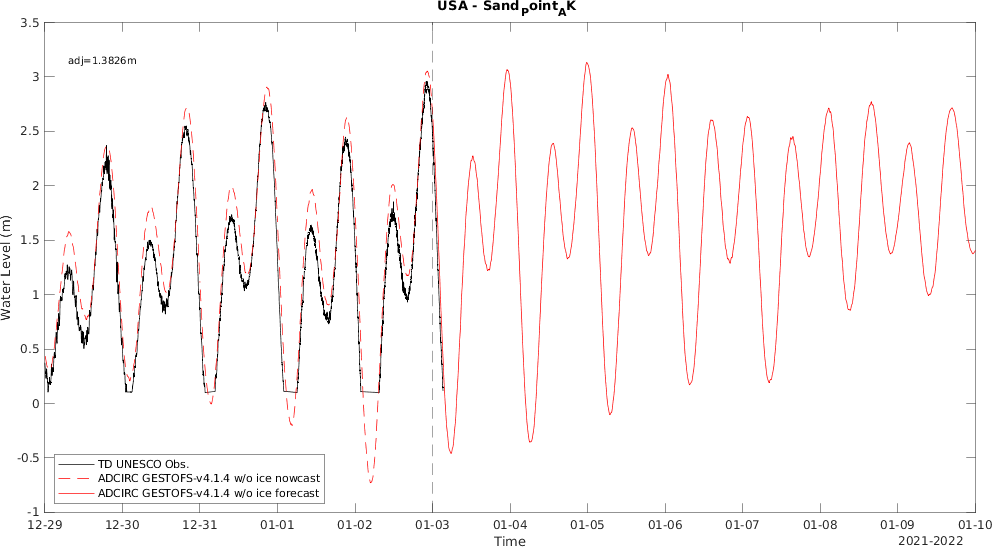 USA - Sand_Point_AK
adj=1.3826m
3.5
3
2.5
2
1.5
1
0.5
0
-0.5
-1
Water Level (m)
TD UNESCO Obs.
ADCIRC GESTOFS-v4.1.4 w/o ice nowcast
ADCIRC GESTOFS-v4.1.4 w/o ice forecast
12-29 12-30 12-31 01-01 01-02 01-03 01-04 01-05 01-06 01-07 01-08 01-09 01-10
Time
2021-2022